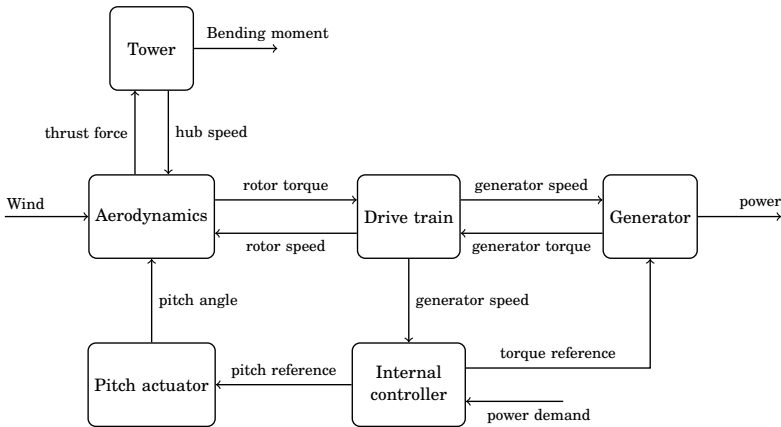 Tower
Bending moment
thrust force
hub speed
Wind
Aerodynamics
rotor torque
rotor speed
Drive train
generator speed
generator torque
Generator
power
pitch angle
generator speed
Pitch actuator
pitch reference
Internal
controller
torque reference
power demand